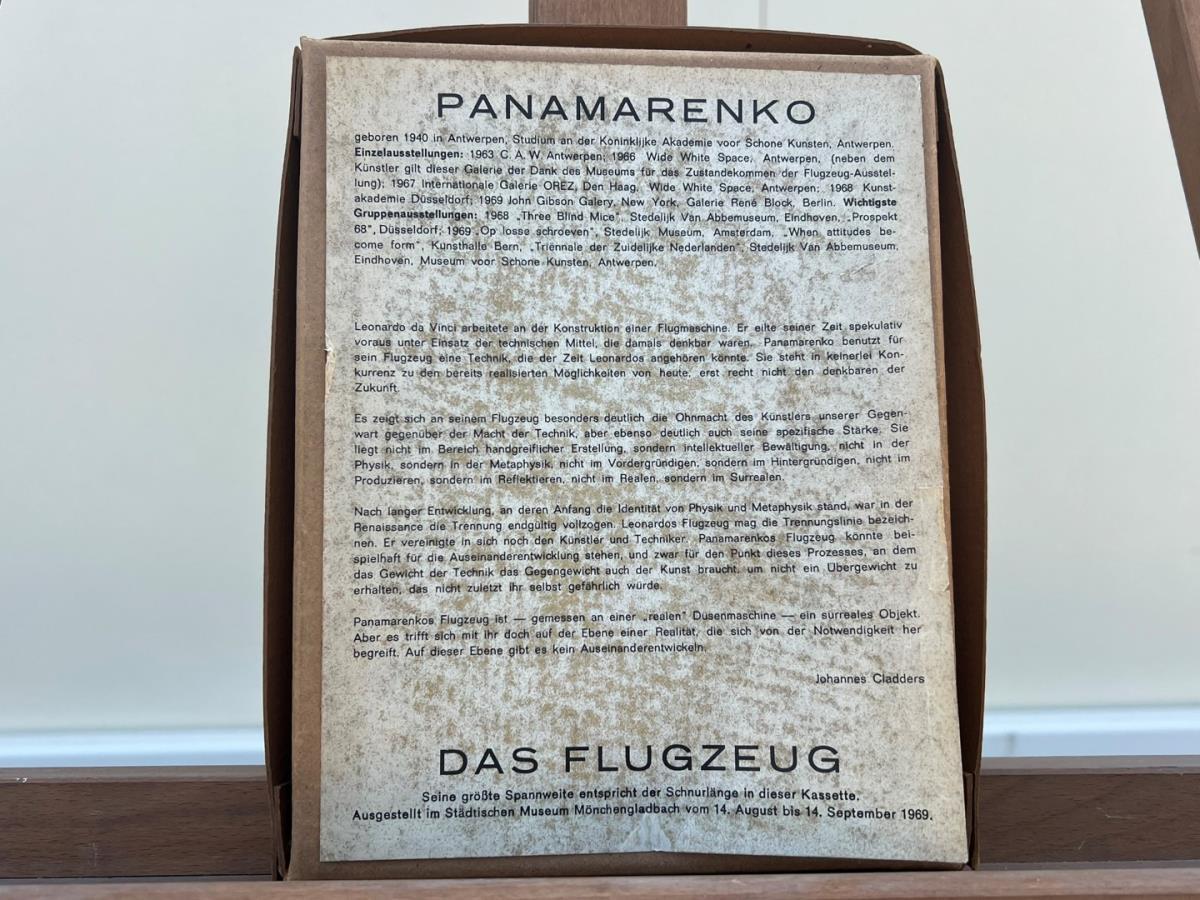 PANAMARENKO
geboren 1940 in Antwerpen, Studium an der Koninklijke Akademie voor Schone Kunsten, Antwerpen.
Einzelausstellungen: 1963 C. A. W. Antwerpen; 1966 Wide White Space, Antwerpen, (neben dem
Künstler gilt dieser Galerie der Dank des Museums für das Zustandekommen der Flugzeug-Ausstel-
lung); 1967 Internationale Galerie OREZ, Den Haag, Wide White Space, Antwerpen; 1968 Kunst-
akademie Düsseldorf; 1969 John Gibson Galery, New York, Galerie René Block, Berlin. Wichtigste
Gruppenausstellungen: 1968 „Three Blind Mice", Stedelijk Van Abbemuseum, Eindhoven, „Prospekt
68", Düsseldorf; 1969 „Op losse schroeven", Stedelijk Museum, Amsterdam, „When attitudes be-
come form", Kunsthalle Bern, „Triennale der Zuidelijke Nederlanden", Stedelijk Van Abbemuseum,
Eindhoven, Museum voor Schone Kunsten, Antwerpen.
Leonardo da Vinci arbeitete an der Konstruktion einer Flugmaschine. Er eilte seiner Zeit spekulativ
voraus unter Einsatz der technischen Mittel, die damals denkbar waren. Panamarenko benutzt für
sein Flugzeug eine Technik, die der Zeit Leonardos angehören könnte. Sie steht in keinerlei Kon-
kurrenz zu den bereits realisierten Möglichkeiten von heute, erst recht nicht den denkbaren der
Zukunft.
Es zeigt sich an seinem Flugzeug besonders deutlich die Ohnmacht des Künstlers unserer Gegen-
wart gegenüber der Macht der Technik, aber ebenso deutlich auch seine spezifische Stärke. Sie
liegt nicht im Bereich handgreiflicher Erstellung, sondern intellektueller Bewältigung, nicht in der
Physik, sondern in der Metaphysik, nicht im Vordergründigen, sondern im Hintergründigen, nicht im
Produzieren, sondern im Reflektieren, nicht im Realen, sondern im Surrealen.
Nach langer Entwicklung, an deren Anfang die Identität von Physik und Metaphysik stand, war in der
Renaissance die Trennung endgültig vollzogen. Leonardos Flugzeug mag die Trennungslinie bezeich-
nen. Er vereinigte in sich noch den Künstler und Techniker. Panamarenkos Flugzeug könnte bei-
spielhaft für die Auseinanderentwicklung stehen, und zwar für den Punkt dieses Prozesses, an dem
das Gewicht der Technik das Gegengewicht auch der Kunst braucht, um nicht ein Übergewicht zu
erhalten, das nicht zuletzt ihr selbst gefährlich würde.
Panamarenkos Flugzeug ist — gemessen an einer „realen" Düsenmaschine — ein surreales Objekt.
Aber es trifft sich mit ihr doch auf der Ebene einer Realität, die sich von der Notwendigkeit her
begreift. Auf dieser Ebene gibt es kein Auseinanderentwickeln.
Johannes Cladders
DAS FLUGZEUG
Seine größte Spannweite entspricht der Schnurlänge in dieser Kassette.
Ausgestellt im Städtischen Museum Mönchengladbach vom 14. August bis 14. September 1969.